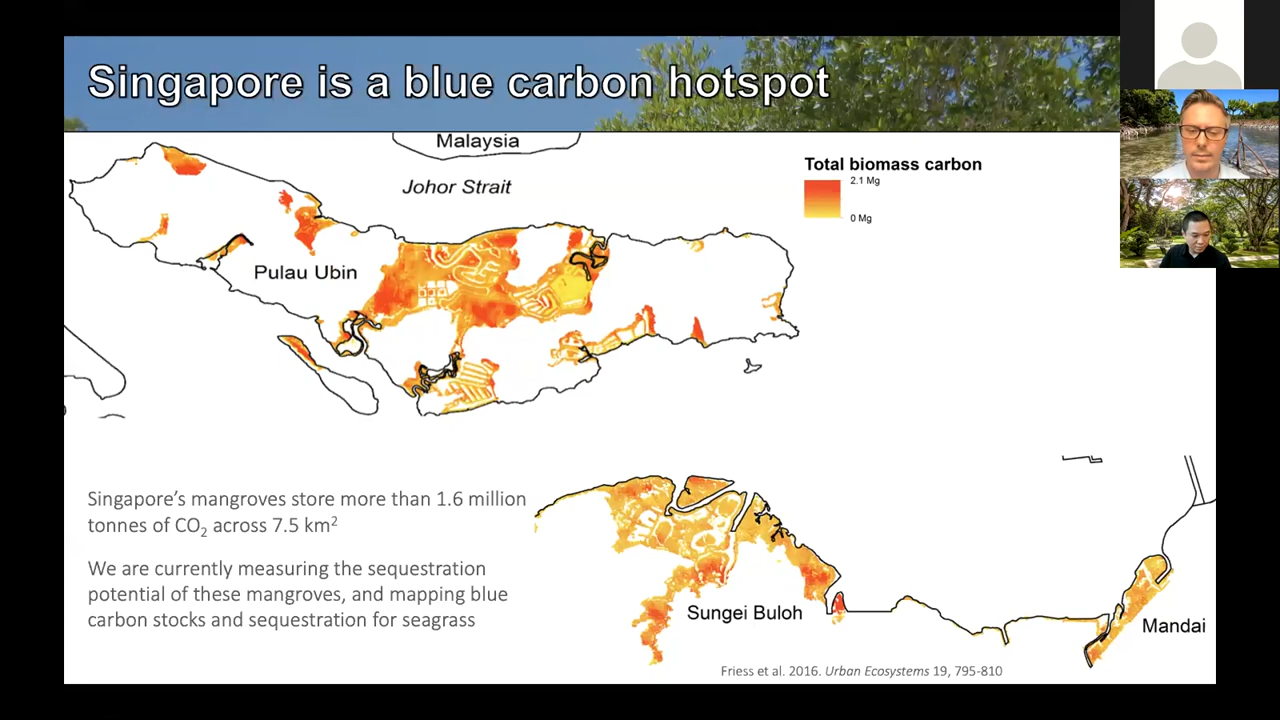 Singapore is a blue carbon hotspot
Malaysia
Johor Strait
Total biomass carbon
2.1 Mg
0 Mg
Pulau Ubin
Singapore's mangroves store more than 1.6 million
tonnes of CO₂ across 7.5 km²
We are currently measuring the sequestration
potential of these mangroves, and mapping blue
carbon stocks and sequestration for seagrass
Sungei Buloh
Mandai
Friess et al. 2016. Urban Ecosystems 19, 795-810